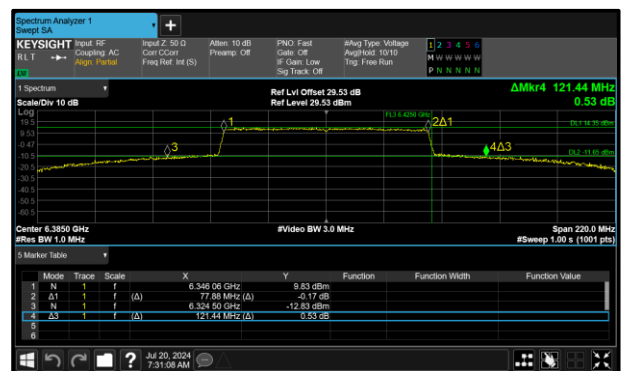 Spectrum Analyzer 1
Swept SA
+
KEYSIGHT Input: RF Input Z: 50 Ω Atten: 10 dB PNO: Fast #Avg Type: Voltage 1 2 3 4 5 6
RLT Coupling: AC Corr CCorr Preamp: Off Gate: Off Avg|Hold: 10/10 M W W W W W
Align: Partial Freq Ref: Int (S) IF Gain: Low Trig: Free Run
Sig Track: Off P N N N N N
1 Spectrum Ref Lvl Offset 29.53 dB ΔMkr4 121.44 MHz
Scale/Div 10 dB Ref Level 29.53 dBm 0.53 dB
Log
19.5 FL3 6.4250 GHz
1 2Δ1 DL1 14.35 dBm
9.53
-0.47
3 4Δ3
-10.5 DL2 -11.65 dBm
-20.5
-30.5
-40.5
-50.5
-60.5
Center 6.3850 GHz #Video BW 3.0 MHz Span 220.0 MHz
#Res BW 1.0 MHz #Sweep 1.00 s (1001 pts)
5 Marker Table
Mode Trace Scale X Y Function Function Width Function Value
1 N 1 f 6.346 06 GHz 9.83 dBm
2 Δ1 1 f (Δ) 77.88 MHz (Δ) -0.17 dB
3 N 1 f 6.324 50 GHz -12.83 dBm
4 Δ3 1 f (Δ) 121.44 MHz (Δ) 0.53 dB
5
6
? Jul 20, 2024
7:31:08 AM